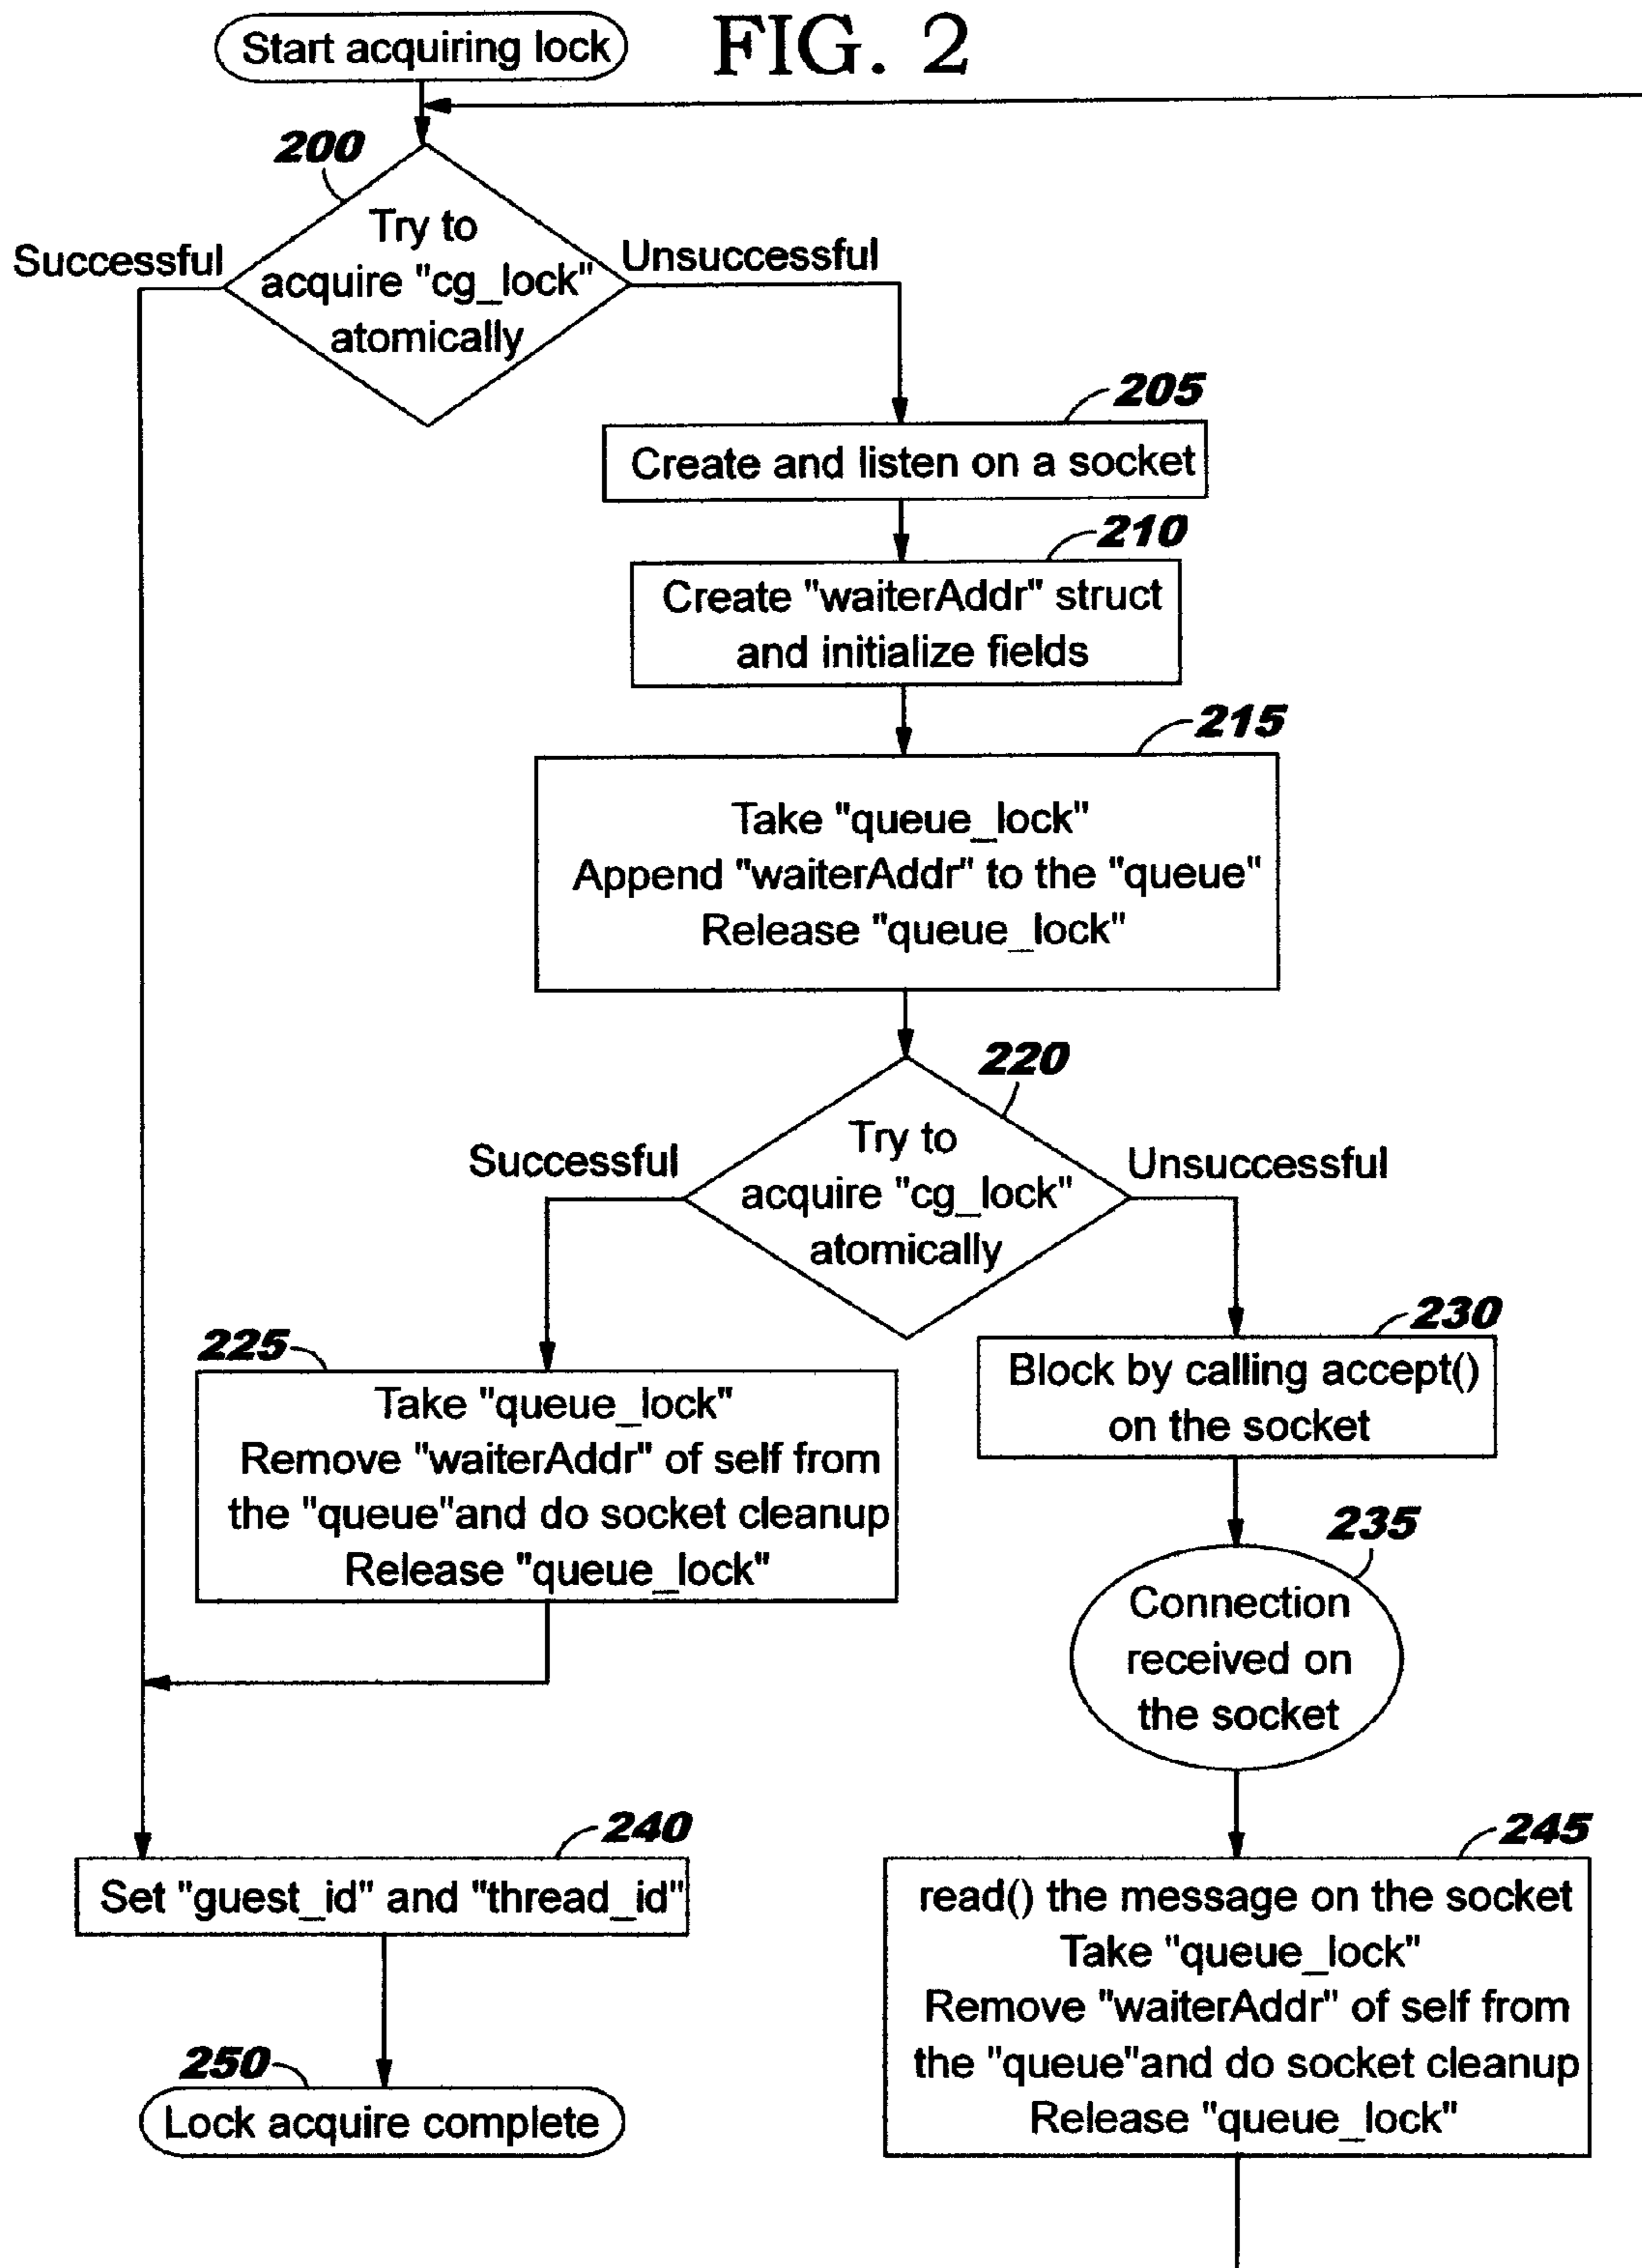 Start acquiring lock
FIG. 2
200
Try to
acquire "cg_lock"
atomically
Successful
Unsuccessful
205
Create and listen on a socket
210
Create "waiterAddr" struct
and initialize fields
215
Take "queue_lock"
Append "waiterAddr" to the "queue"
Release "queue_lock"
220
Try to
acquire "cg_lock"
atomically
Successful
Unsuccessful
225
Take "queue_lock"
Remove "waiterAddr" of self from
the "queue"and do socket cleanup
Release "queue_lock"
230
Block by calling accept()
on the socket
235
Connection
received on
the socket
240
Set "guest_id" and "thread_id"
245
read() the message on the socket
Take "queue_lock"
Remove "waiterAddr" of self from
the "queue"and do socket cleanup
Release "queue_lock"
250
Lock acquire complete